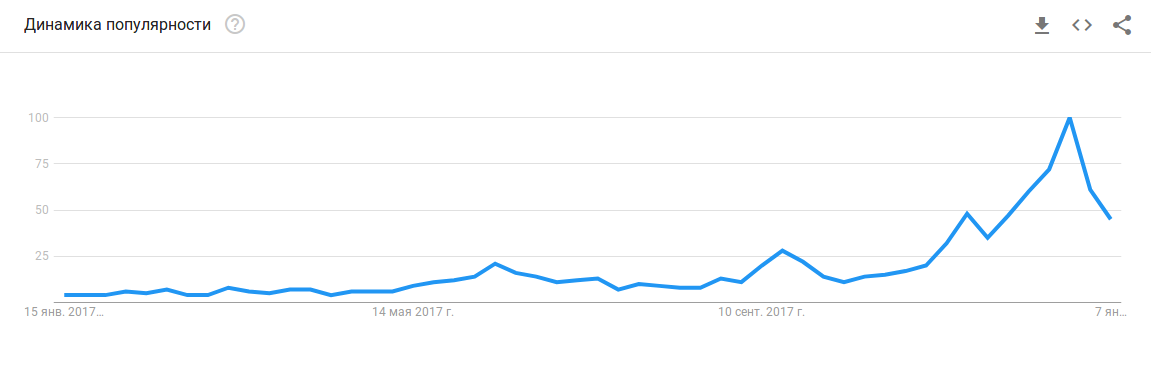 Динамика популярности
100
75
50
25
15 янв. 2017…
14 мая 2017 г.
10 сент. 2017 г.
7 ян…